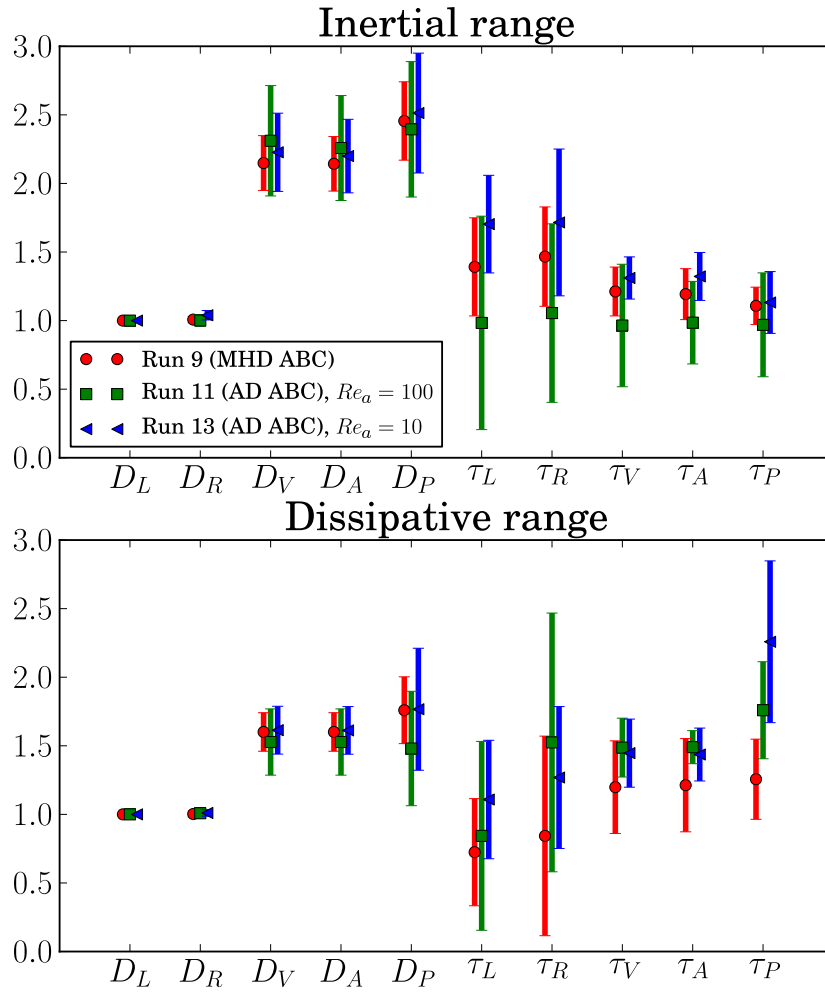 Inertial range
3.0
2.5
2.0
1.5
1.0
0.5
0.0
Run 9 (MHD ABC)
Run 11 (AD ABC), Re_a = 100
Run 13 (AD ABC), Re_a = 10
D_L D_R D_V D_A D_P τ_L τ_R τ_V τ_A τ_P
Dissipative range
3.0
2.5
2.0
1.5
1.0
0.5
0.0
D_L D_R D_V D_A D_P τ_L τ_R τ_V τ_A τ_P